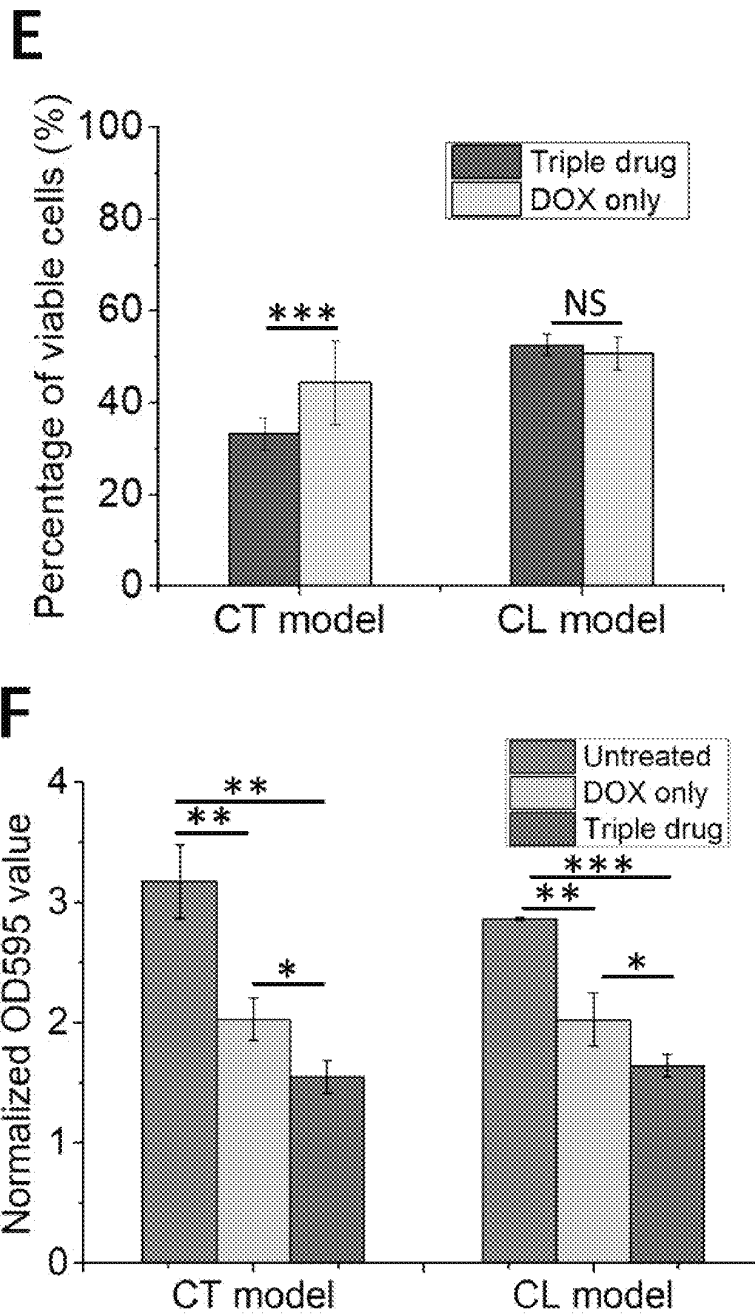 E
Percentage of viable cells (%)
100
80
60
40
20
0
Triple drug
DOX only
***
NS
CT model
CL model
F
Normalized OD595 value
4
3
2
1
0
Untreated
DOX only
Triple drug
**
**
*
***
**
*
CT model
CL model